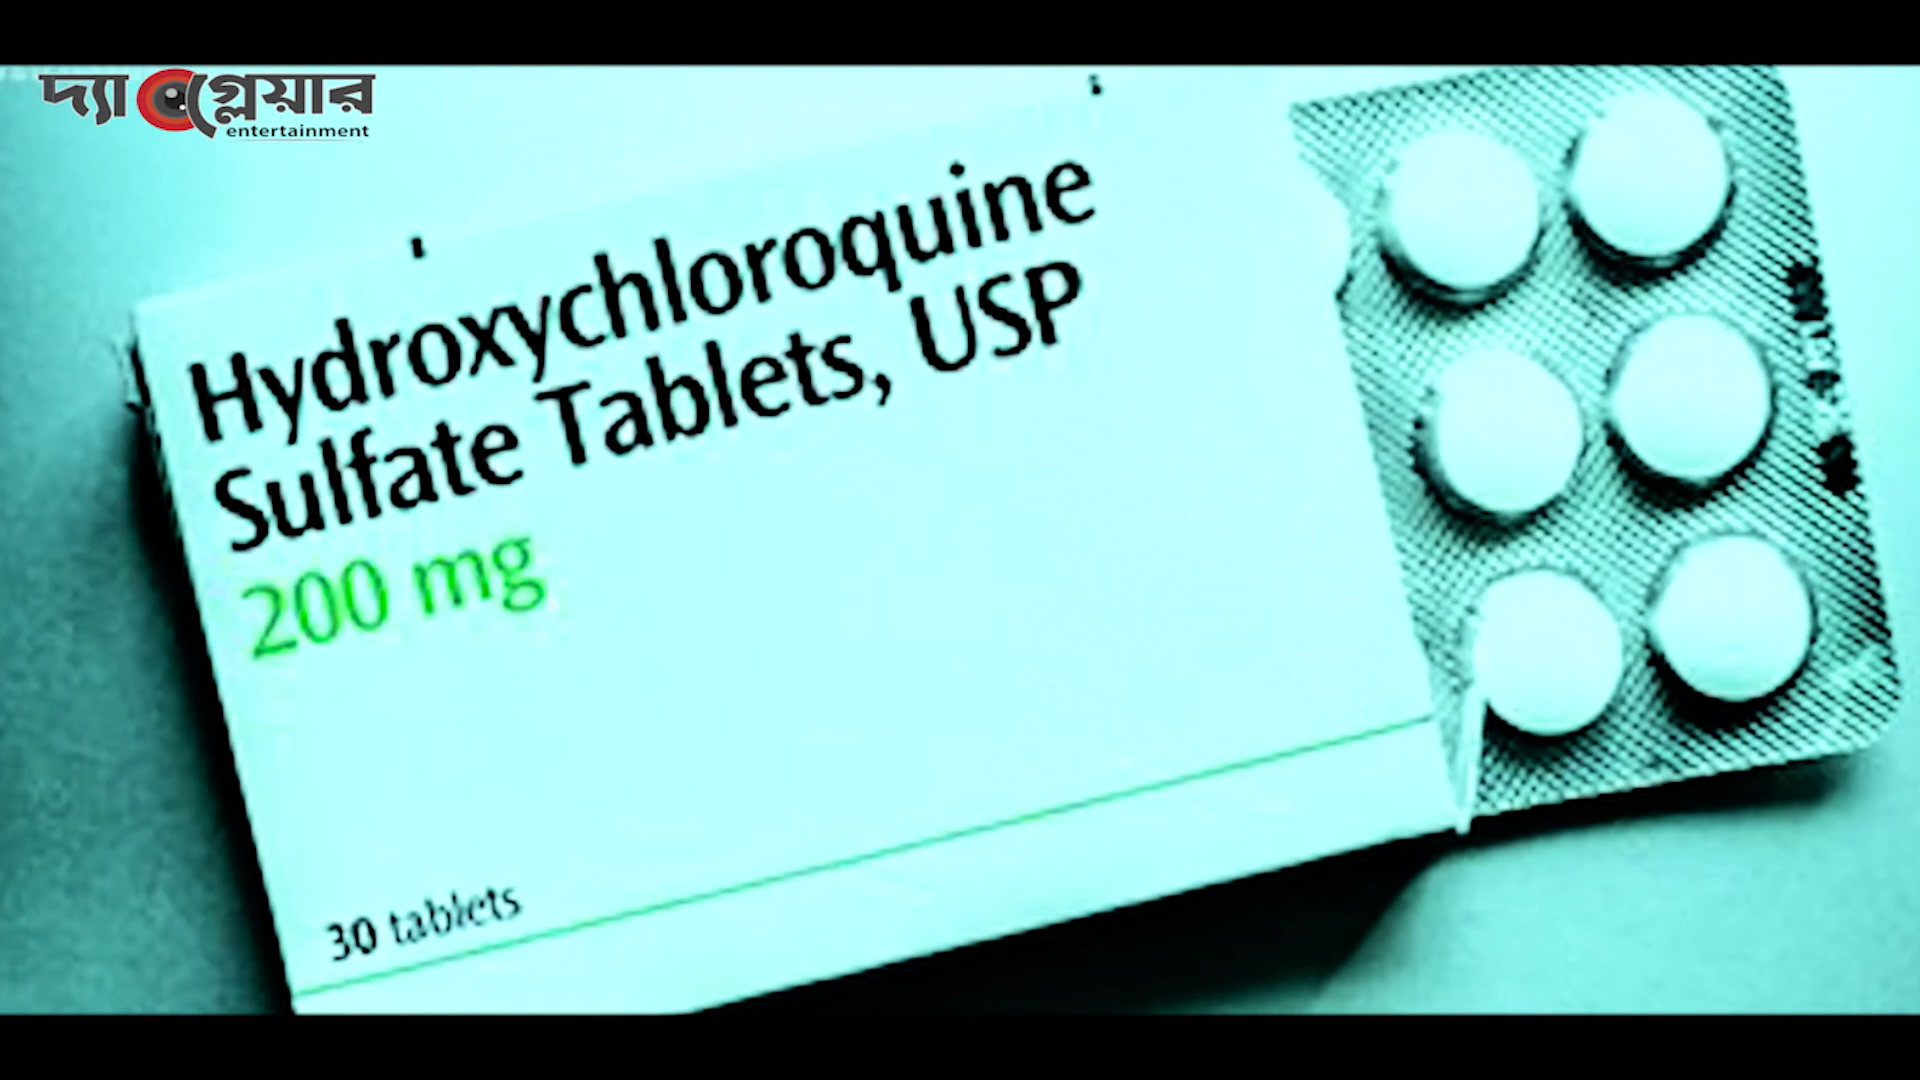 দ্যা গ্লেয়ার
entertainment
Hydroxychloroquine
Sulfate Tablets, USP
200 mg
30 tablets